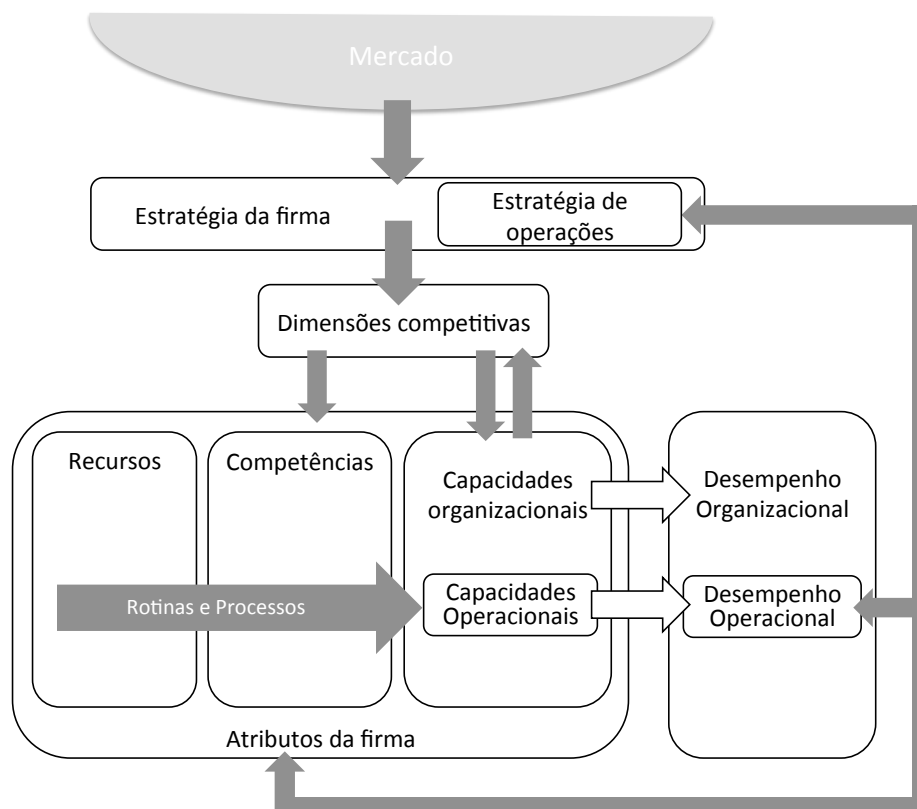 Mercado
Estratégia da firma
Estratégia de
operações
Dimensões competitivas
Recursos
Competências
Capacidades
organizacionais
Desempenho
Organizacional
Rotinas e Processos
Capacidades
Operacionais
Desempenho
Operacional
Atributos da firma